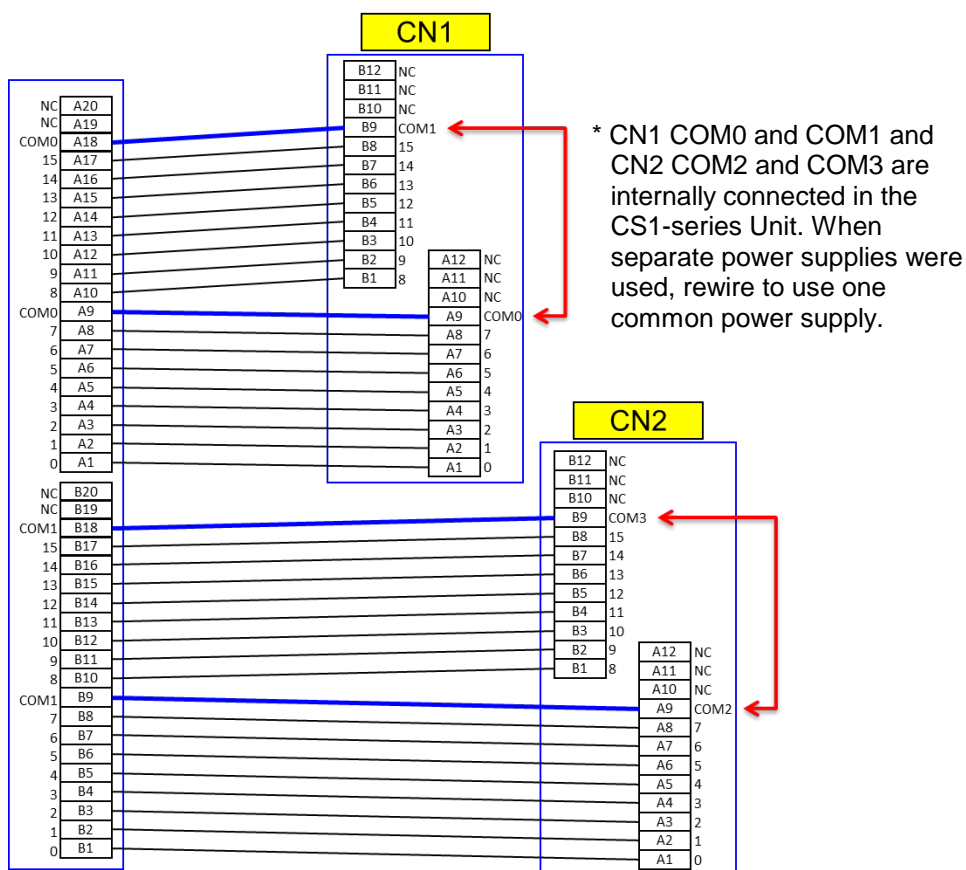 CN1
B12 NC
B11 NC
B10 NC
B9 COM1
B8 15
B7 14
B6 13
B5 12
B4 11
B3 10
B2 9
B1 8
A12 NC
A11 NC
A10 NC
A9 COM0
A8 7
A7 6
A6 5
A5 4
A4 3
A3 2
A2 1
A1 0
NC A20
NC A19
COM0 A18
15 A17
14 A16
13 A15
12 A14
11 A13
10 A12
9 A11
8 A10
COM0 A9
7 A8
6 A7
5 A6
4 A5
3 A4
2 A3
1 A2
0 A1
NC B20
NC B19
COM1 B18
15 B17
14 B16
13 B15
12 B14
11 B13
10 B12
9 B11
8 B10
COM1 B9
7 B8
6 B7
5 B6
4 B5
3 B4
2 B3
1 B2
0 B1
* CN1 COM0 and COM1 and
CN2 COM2 and COM3 are
internally connected in the
CS1-series Unit. When
separate power supplies were
used, rewire to use one
common power supply.
CN2
B12 NC
B11 NC
B10 NC
B9 COM3
B8 15
B7 14
B6 13
B5 12
B4 11
B3 10
B2 9
B1 8
A12 NC
A11 NC
A10 NC
A9 COM2
A8 7
A7 6
A6 5
A5 4
A4 3
A3 2
A2 1
A1 0